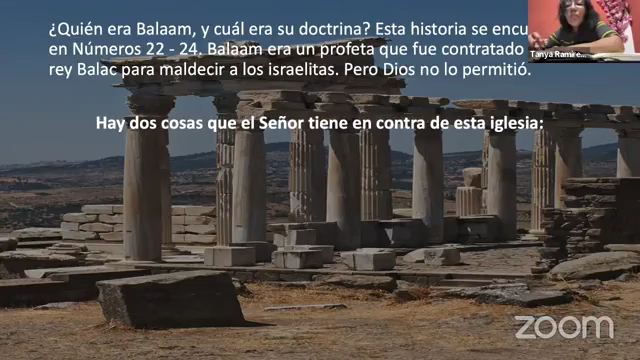 ¿Quién era Balaam, y cuál era su doctrina? Esta historia se
en Números 22 - 24. Balaam era un profeta que fue contratado
rey Balac para maldecir a los israelitas. Pero Dios no lo permitió.
Hay dos cosas que el Señor tiene en contra de esta iglesia:
Tanya Ramire...
zoom